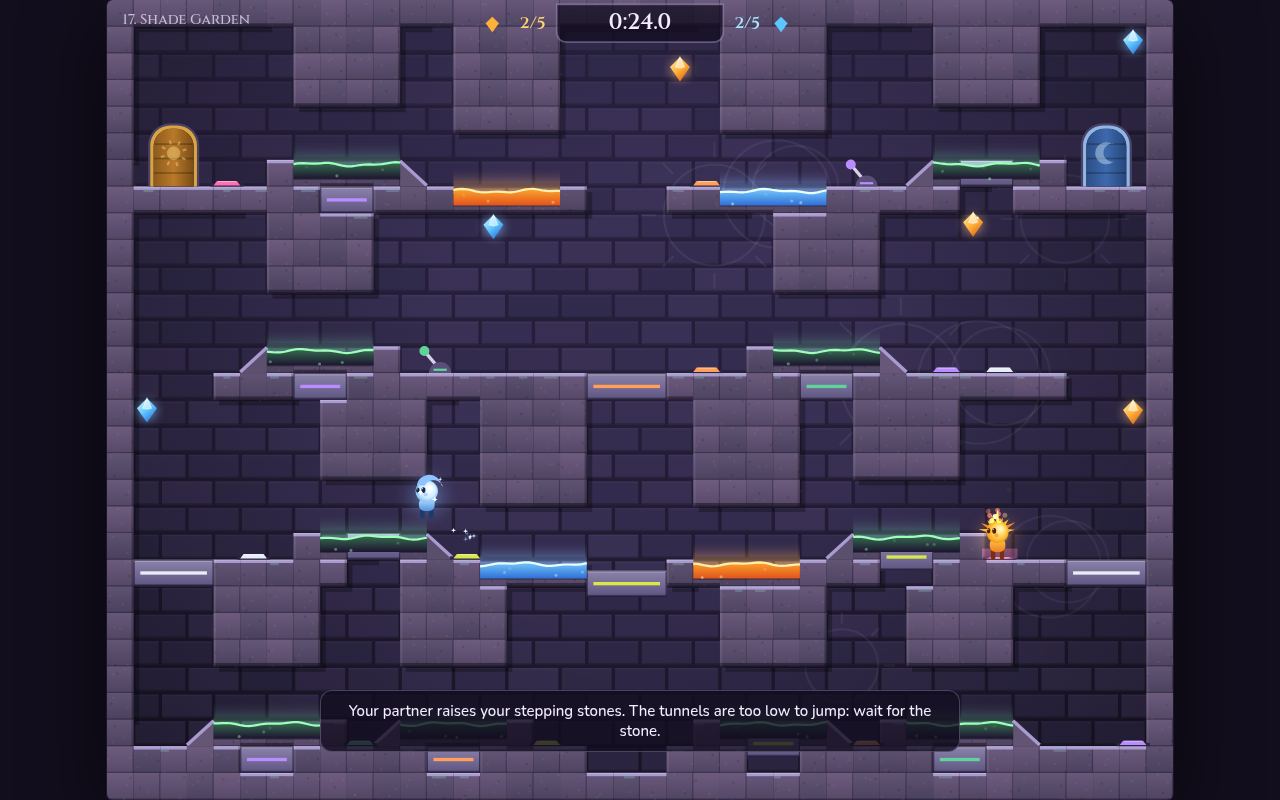 17. Shade Garden
2/5
0:24.0
2/5
Your partner raises your stepping stones. The tunnels are too low to jump: wait for the
stone.